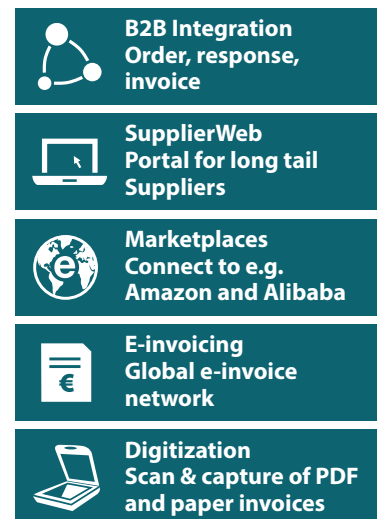 B2B Integration
Order, response,
invoice
SupplierWeb
Portal for long tail
Suppliers
e
Marketplaces
Connect to e.g.
Amazon and Alibaba
€
E-invoicing
Global e-invoice
network
Digitization
Scan & capture of PDF
and paper invoices